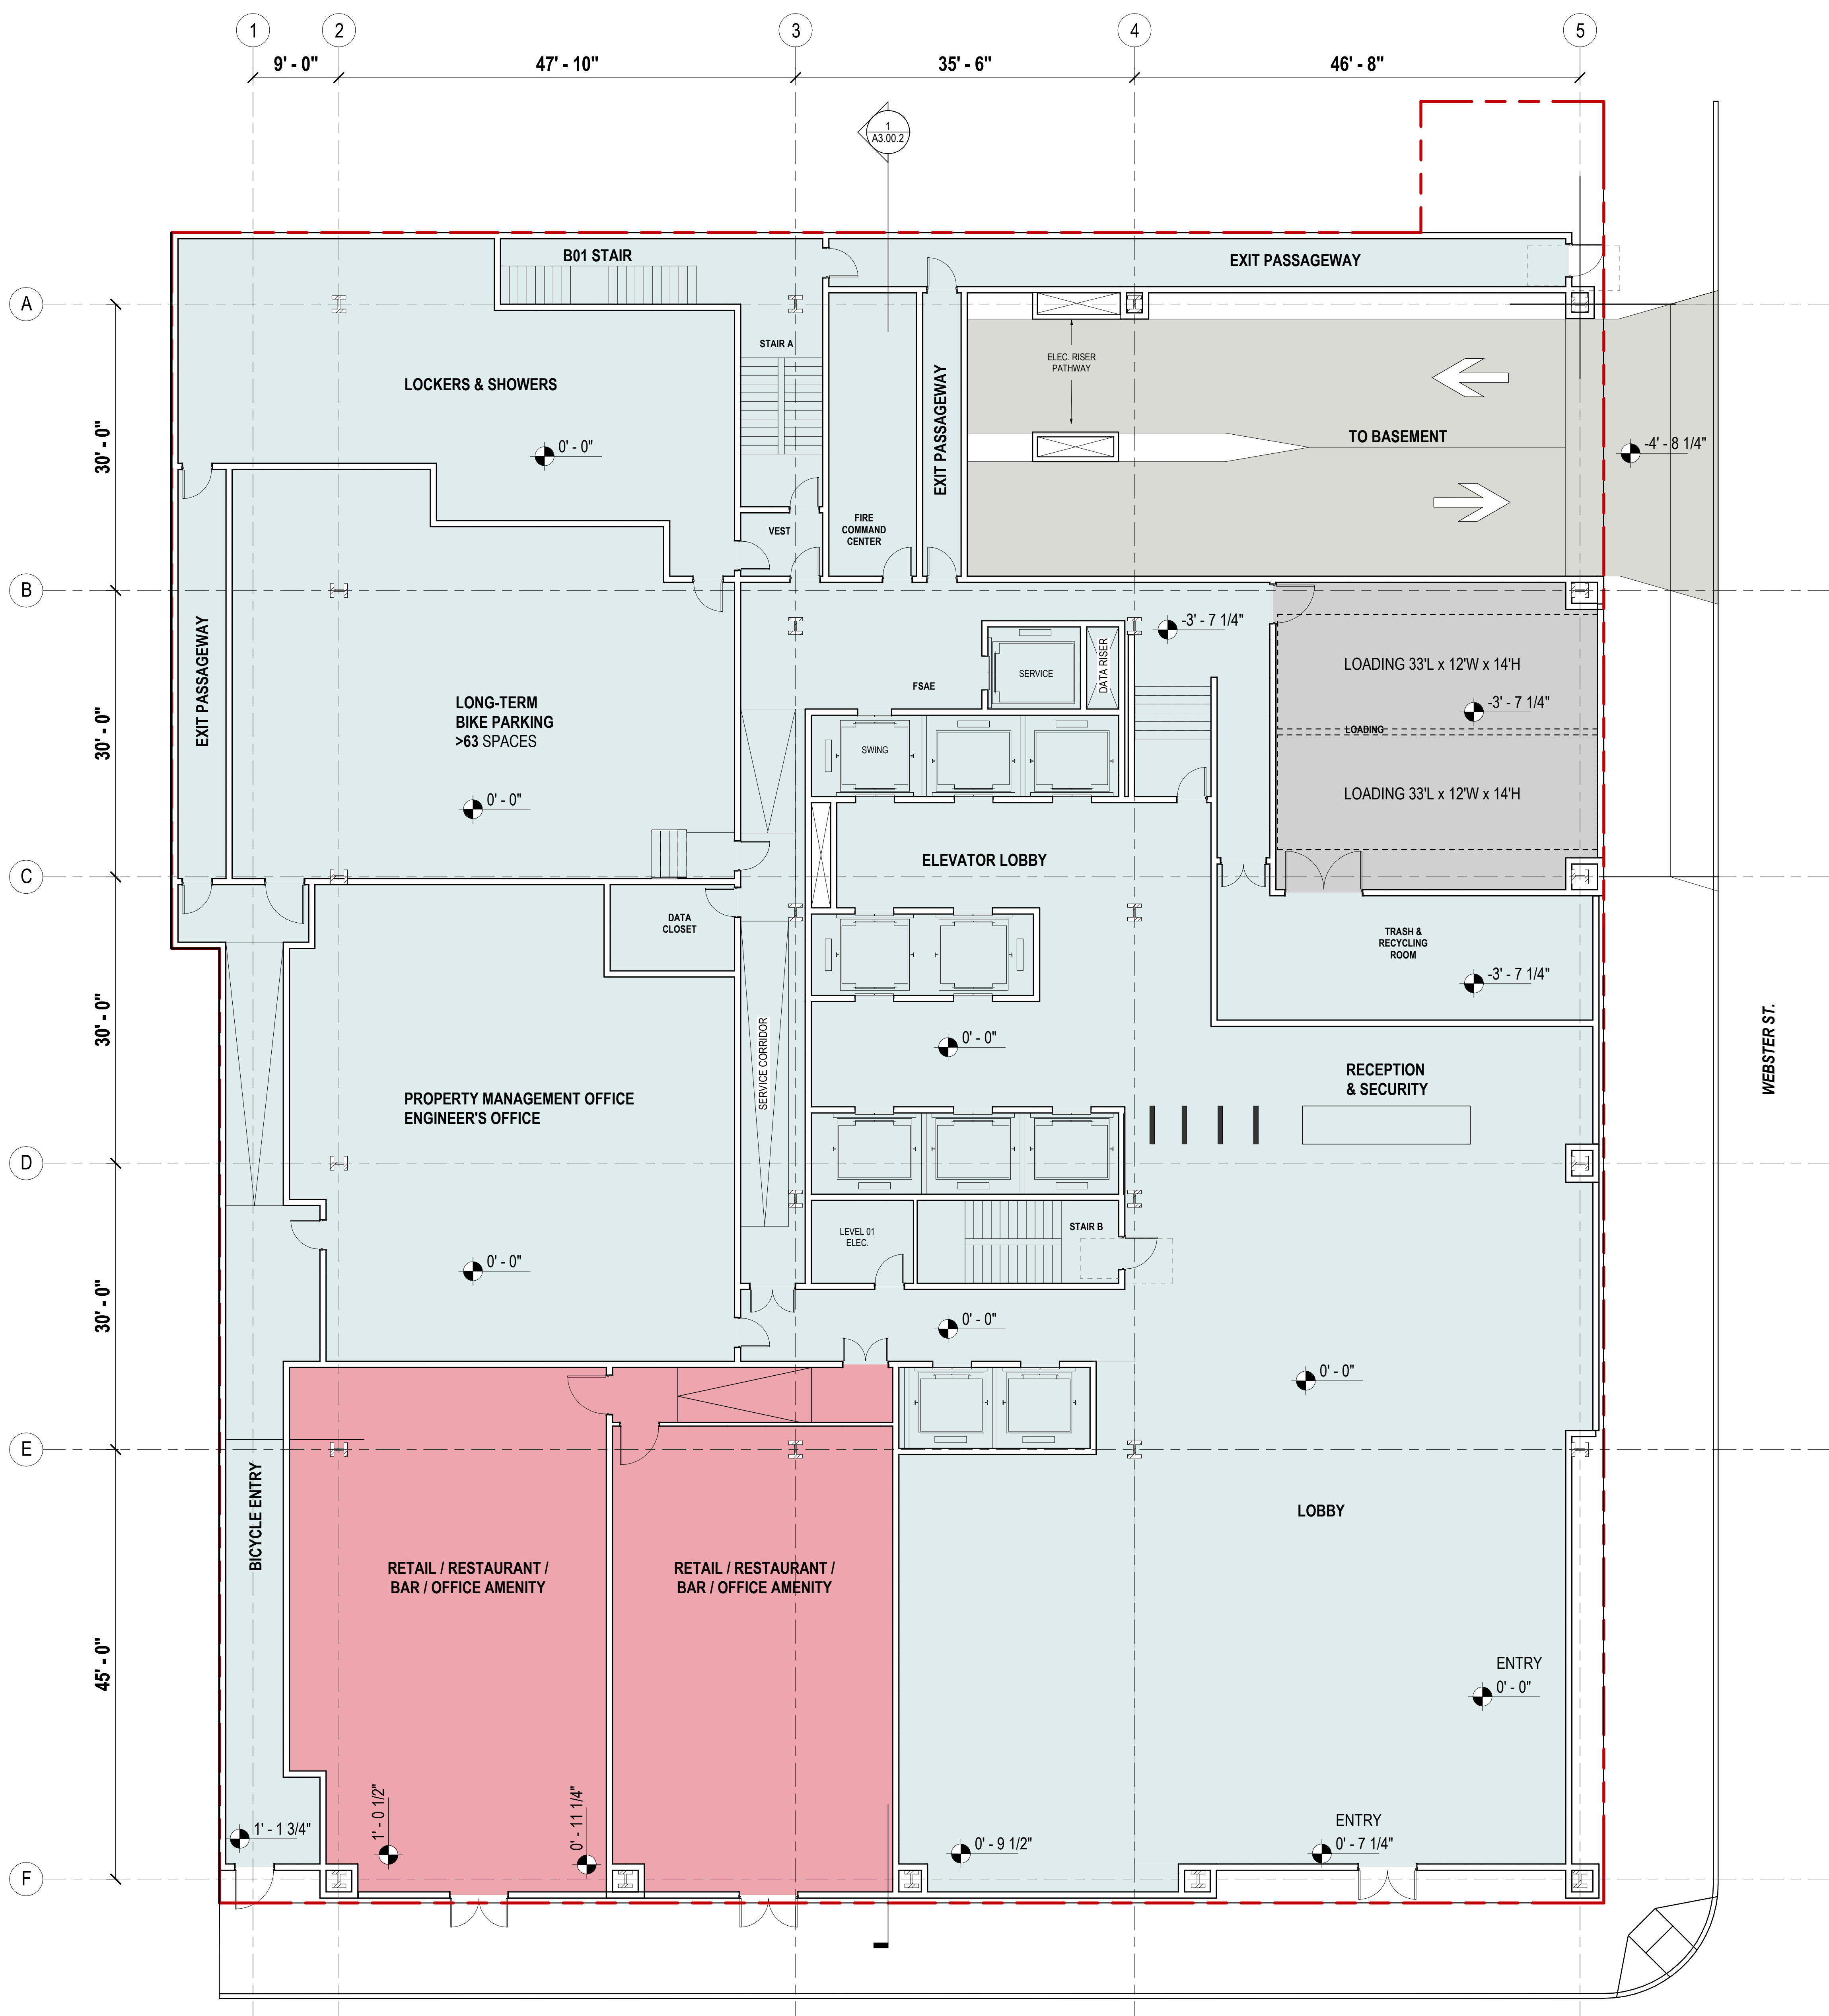 1
2
3
4
5
9' - 0"
47' - 10"
35' - 6"
46' - 8"
1
A3.00.2
B01 STAIR
EXIT PASSAGEWAY
A
STAIR A
ELEC. RISER
PATHWAY
LOCKERS & SHOWERS
EXIT PASSAGEWAY
30' - 0"
0' - 0"
TO BASEMENT
-4' - 8 1/4"
VEST
FIRE
COMMAND
CENTER
B
-3' - 7 1/4"
EXIT PASSAGEWAY
SERVICE
DATA RISER
LOADING 33'L x 12'W x 14'H
FSAE
LONG-TERM
BIKE PARKING
>63 SPACES
-3' - 7 1/4"
30' - 0"
LOADING
SWING
LOADING 33'L x 12'W x 14'H
0' - 0"
ELEVATOR LOBBY
C
DATA
CLOSET
TRASH &
RECYCLING
ROOM
-3' - 7 1/4"
30' - 0"
SERVICE CORRIDOR
0' - 0"
WEBSTER ST.
RECEPTION
& SECURITY
PROPERTY MANAGEMENT OFFICE
ENGINEER'S OFFICE
D
LEVEL 01
ELEC.
STAIR B
0' - 0"
30' - 0"
0' - 0"
0' - 0"
E
BICYCLE ENTRY
LOBBY
RETAIL / RESTAURANT /
BAR / OFFICE AMENITY
RETAIL / RESTAURANT /
BAR / OFFICE AMENITY
45' - 0"
ENTRY
0' - 0"
1' - 1 3/4"
1' - 0 1/2"
0' - 11 1/4"
0' - 9 1/2"
ENTRY
0' - 7 1/4"
F